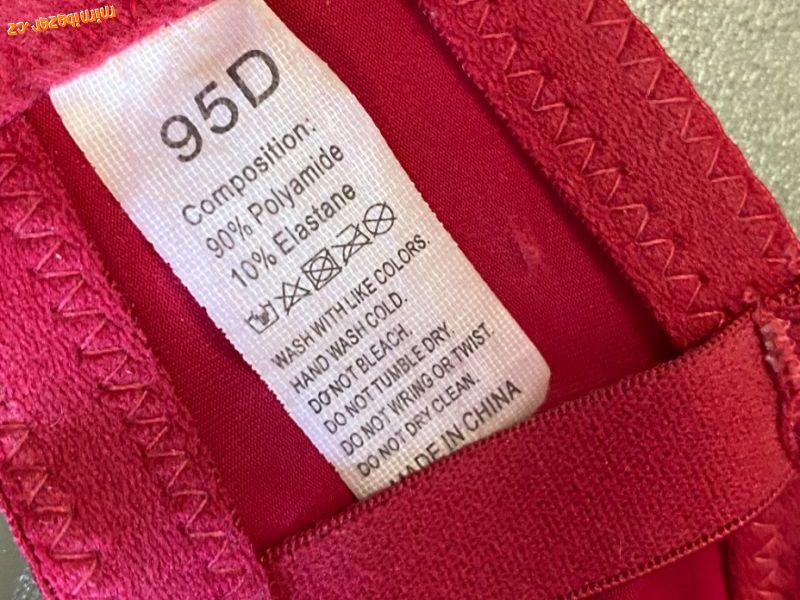 mimibazar.cz
95D
Composition:
90% Polyamide
10% Elastane
WASH WITH LIKE COLORS.
HAND WASH COLD.
DO NOT BLEACH.
DO NOT TUMBLE DRY.
DO NOT WRING OR TWIST.
DO NOT DRY CLEAN.
MADE IN CHINA